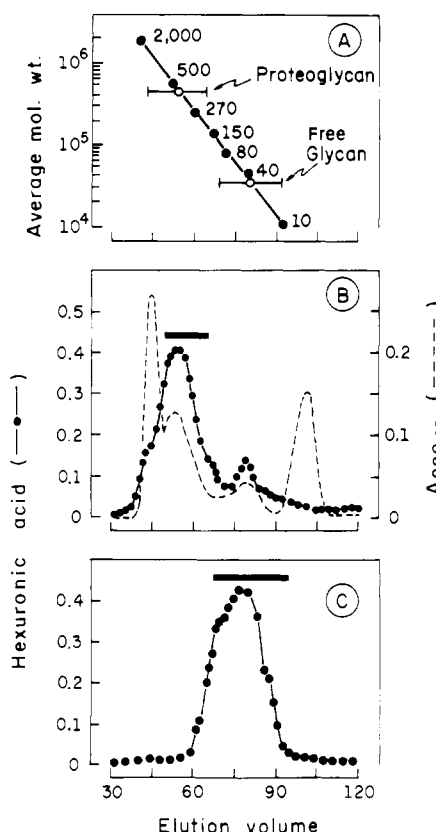 A
2,000
500
Proteoglycan
270
150
80
Free
Glycan
40
10
10⁶
10⁵
10⁴
Average mol. wt.
B
0.5
0.4
0.3
0.2
0.1
0
0.2
0.1
0
Hexuronic acid (—●—)
C
0.4
0.3
0.2
0.1
0
30 60 90 120
Elution volume